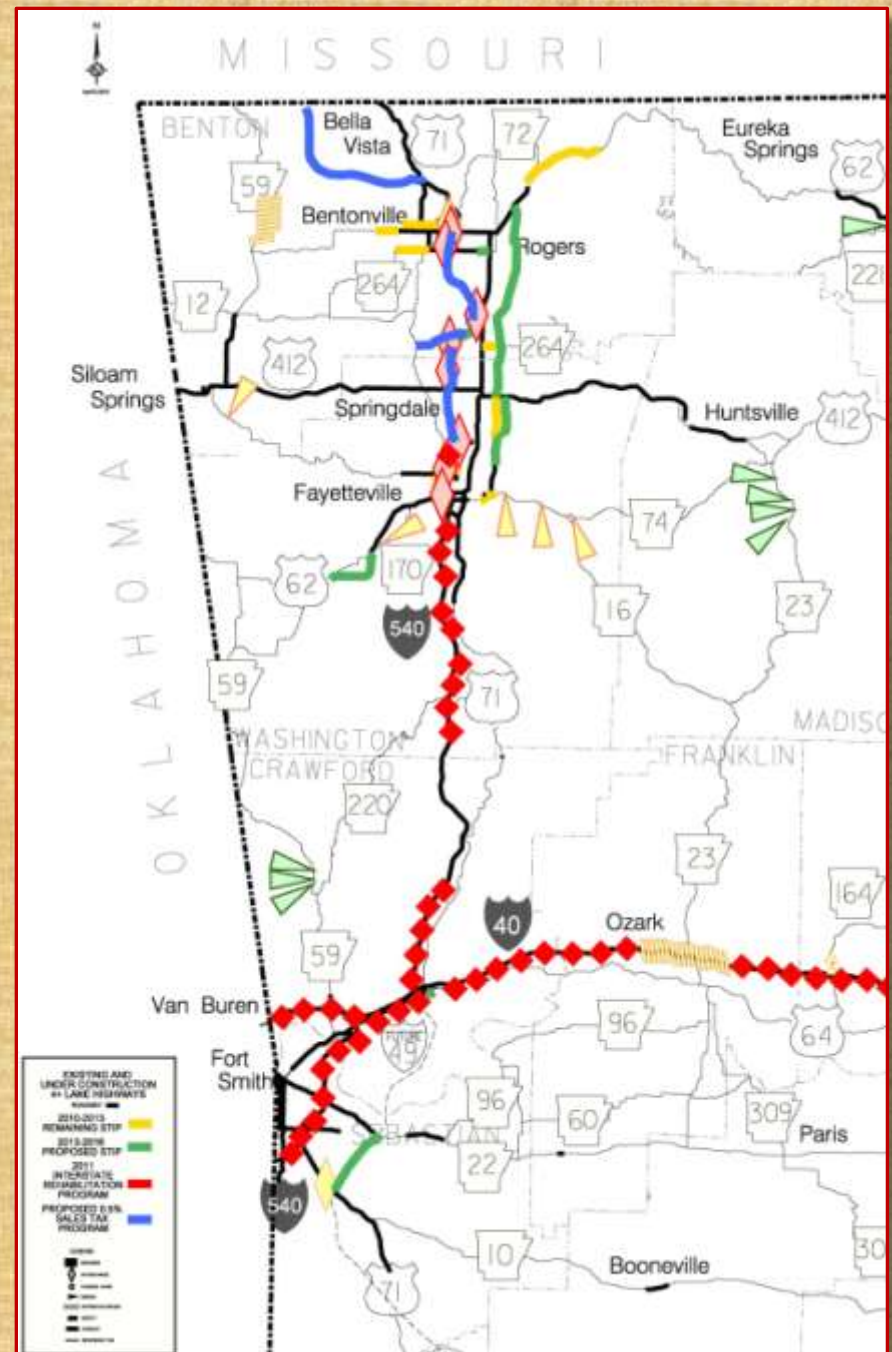 N
MISSOURI
BENTON
Bella
Vista
71
72
Eureka
Springs
62
59
Bentonville
Rogers
221
264
12
264
412
Siloam
Springs
Springdale
Huntsville
412
Fayetteville
74
62
170
16
23
540
OKLAHOMA
59
71
MADISO
WASHINGTON
CRAWFORD
FRANKLIN
220
23
164
40
Ozark
59
Van Buren
96
64
FUTURE
49
Fort
Smith
96
60
309
SEBASTIAN
Paris
22
540
10
30
Booneville
71
EXISTING AND
UNDER CONSTRUCTION
4+ LANE HIGHWAYS
2010-2013
REMAINING STIP
2013-2016
PROPOSED STIP
2011
INTERSTATE
REHABILITATION
PROGRAM
PROPOSED 0.5%
SALES TAX
PROGRAM